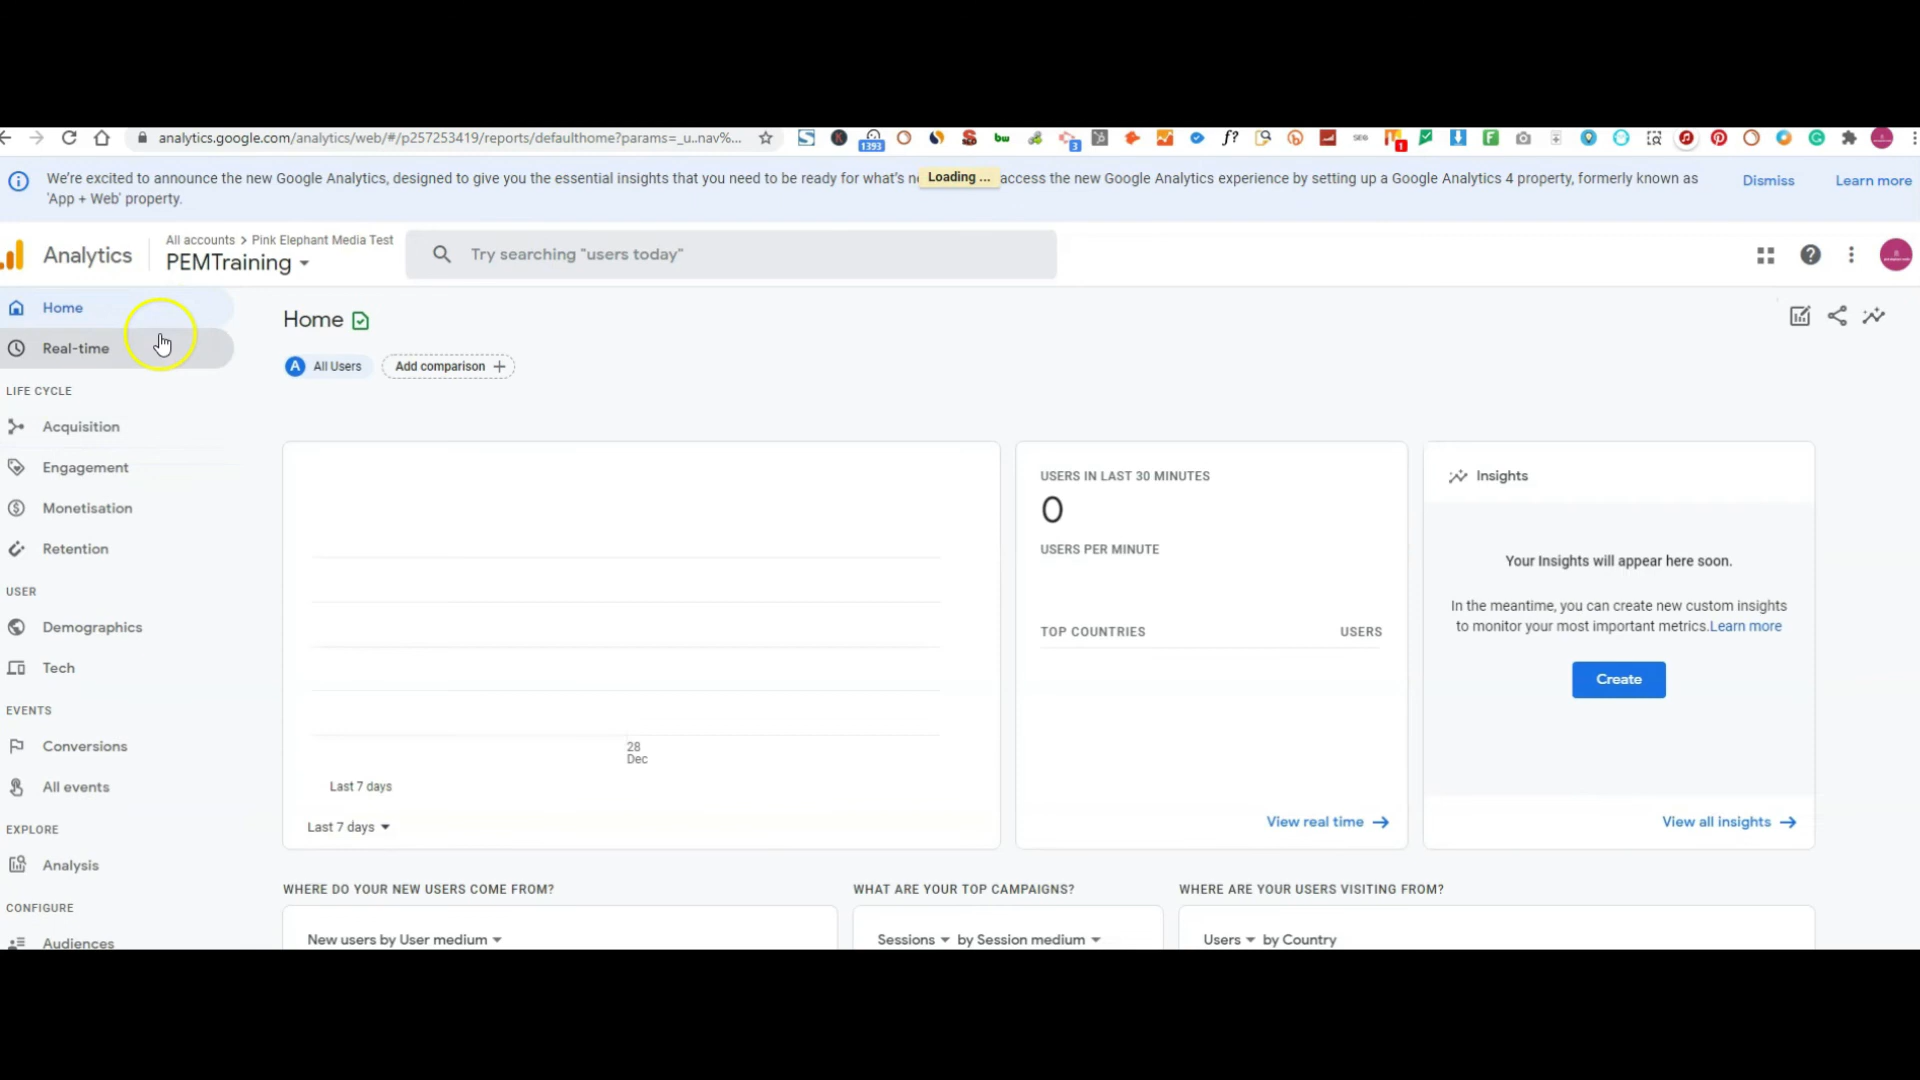 analytics.google.com/analytics/web/#/p257253419/reports/defaulthome?params=_u..nav%...
1393
bw
3
f?
SEO
1
F
We're excited to announce the new Google Analytics, designed to give you the essential insights that you need to be ready for what's n
Loading ...
access the new Google Analytics experience by setting up a Google Analytics 4 property, formerly known as
'App + Web' property.
Dismiss
Learn more
Analytics
All accounts > Pink Elephant Media Test
PEMTraining
Try searching "users today"
Home
Real-time
LIFE CYCLE
Acquisition
Engagement
Monetisation
Retention
USER
Demographics
Tech
EVENTS
Conversions
All events
EXPLORE
Analysis
CONFIGURE
Audiences
Home
A All Users
Add comparison +
28
Dec
Last 7 days
Last 7 days
USERS IN LAST 30 MINUTES
0
USERS PER MINUTE
TOP COUNTRIES USERS
View real time
Insights
Your Insights will appear here soon.
In the meantime, you can create new custom insights
to monitor your most important metrics.Learn more
Create
View all insights
WHERE DO YOUR NEW USERS COME FROM?
New users by User medium
WHAT ARE YOUR TOP CAMPAIGNS?
Sessions by Session medium
WHERE ARE YOUR USERS VISITING FROM?
Users by Country